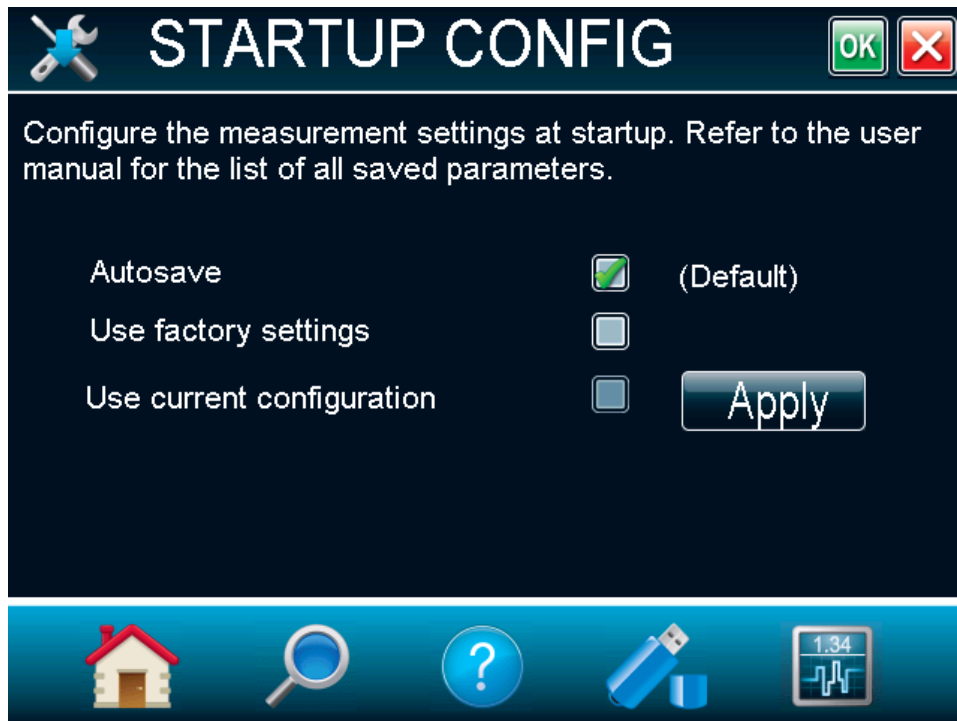 STARTUP CONFIG
OK
Configure the measurement settings at startup. Refer to the user
manual for the list of all saved parameters.
Autosave (Default)
Use factory settings
Use current configuration Apply
?
1.34